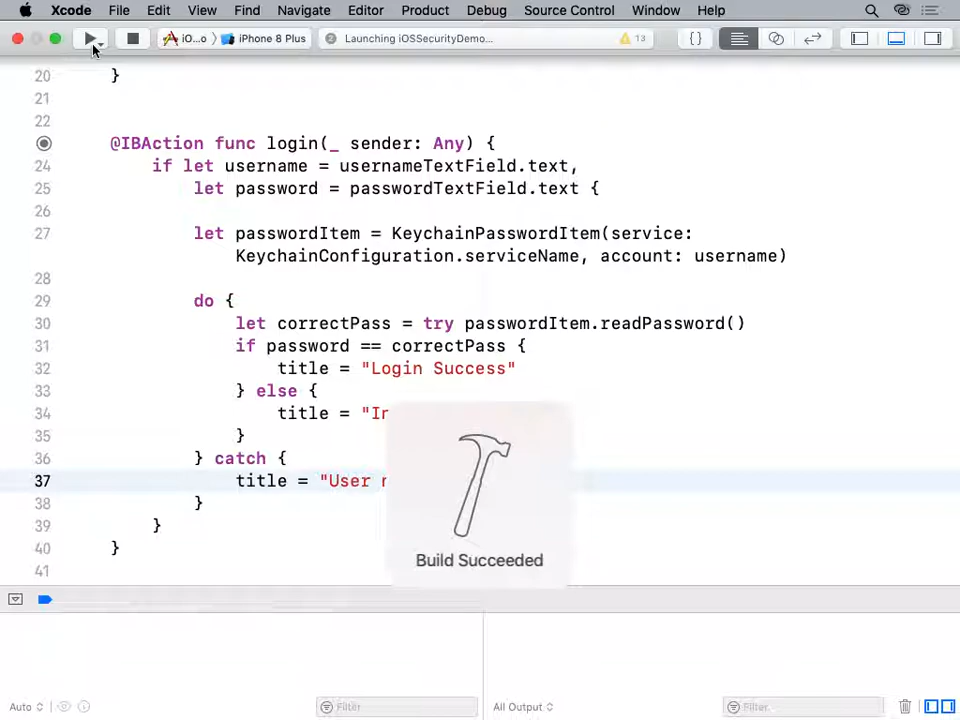 Xcode File Edit View Find Navigate Editor Product Debug Source Control Window Help
iO...o iPhone 8 Plus 2 Launching iOSSecurityDemo... 13
20 }
21
22
@IBAction func login(_ sender: Any) {
24 if let username = usernameTextField.text,
25 let password = passwordTextField.text {
26
27 let passwordItem = KeychainPasswordItem(service:
KeychainConfiguration.serviceName, account: username)
28
29 do {
30 let correctPass = try passwordItem.readPassword()
31 if password == correctPass {
32 title = "Login Success"
33 } else {
34 title = "In
35 }
36 } catch {
37 title = "User
38 }
39 }
40 }
41
Build Succeeded
Auto Filter All Output Filter